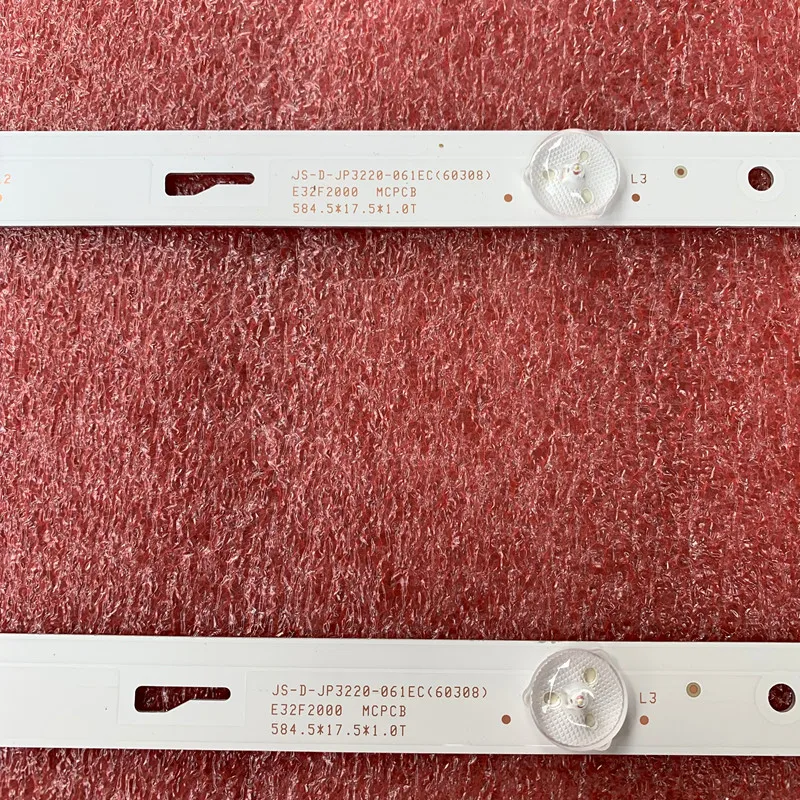 JS-D-JP3220-061EC(60308)
E32F2000 MCPCB
584.5*17.5*1.0T
L3
JS-D-JP3220-061EC(60308)
E32F2000 MCPCB
584.5*17.5*1.0T
L3